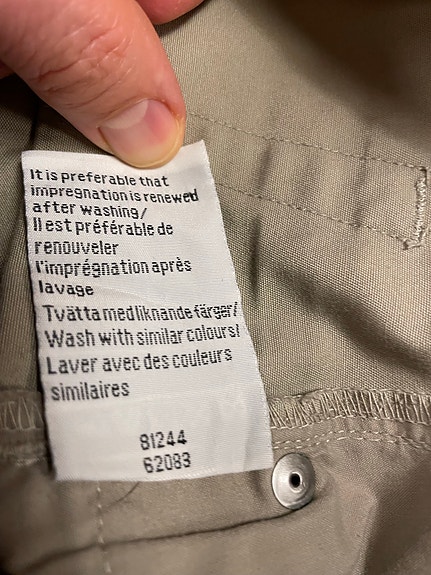 It is preferable that
impregnation is renewed
after washing/
Il est préférable de
renouveler
l'imprégnation après
lavage
Tvätta med liknande färger/
Wash with similar colours/
Laver avec des couleurs
similaires
81244
62083